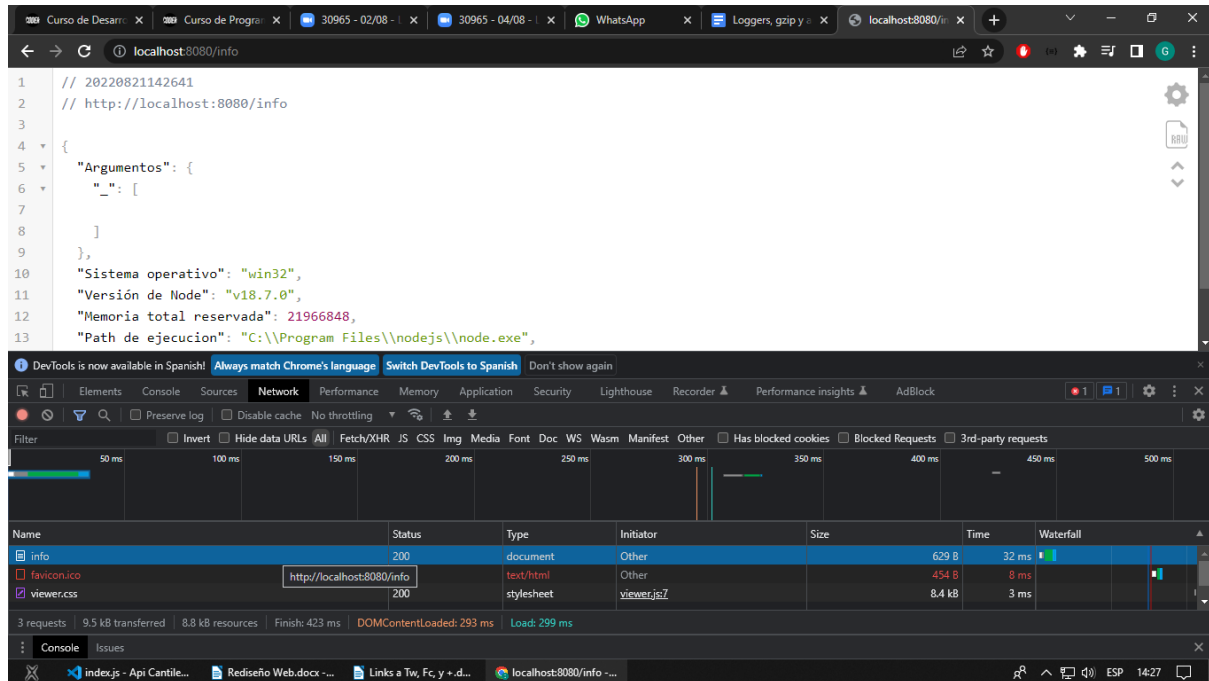 Curso de Desarro
Curso de Program
30965 - 02/08 - L
30965 - 04/08 - L
WhatsApp
Loggers, gzip y a
localhost:8080/in
localhost:8080/info
G
1 // 20220821142641
2 // http://localhost:8080/info
3
4 {
5 "Argumentos": {
6 "_": [
7
8 ]
9 },
10 "Sistema operativo": "win32",
11 "Versión de Node": "v18.7.0",
12 "Memoria total reservada": 21966848,
13 "Path de ejecucion": "C:\\Program Files\\nodejs\\node.exe",
RAW
DevTools is now available in Spanish! Always match Chrome's language Switch DevTools to Spanish Don't show again
Elements Console Sources Network Performance Memory Application Security Lighthouse Recorder Performance insights AdBlock 1 1
Preserve log Disable cache No throttling
Filter Invert Hide data URLs All Fetch/XHR JS CSS Img Media Font Doc WS Wasm Manifest Other Has blocked cookies Blocked Requests 3rd-party requests
50 ms 100 ms 150 ms 200 ms 250 ms 300 ms 350 ms 400 ms 450 ms 500 ms
Name Status Type Initiator Size Time Waterfall
info 200 document Other 629 B 32 ms
favicon.ico text/html Other 454 B 8 ms
http://localhost:8080/info
viewer.css 200 stylesheet viewer.js:7 8.4 kB 3 ms
3 requests 9.5 kB transferred 8.8 kB resources Finish: 423 ms DOMContentLoaded: 293 ms Load: 299 ms
Console Issues
index.js - Api Cantile... Rediseño Web.docx -... Links a Tw, Fc, y +.d... localhost:8080/info -... ESP 14:27